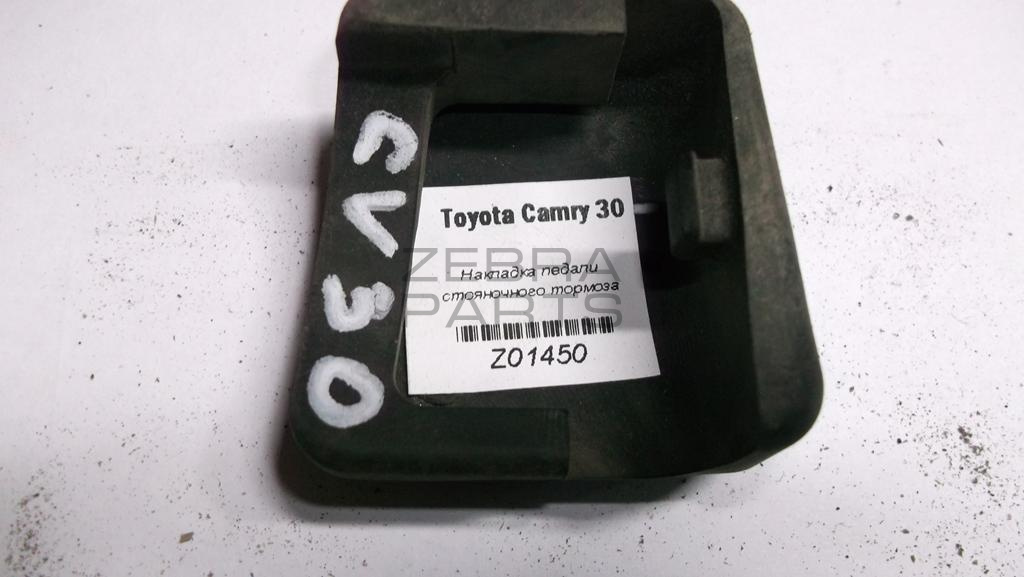 CV30
Toyota Camry 30
Накладка педали
стояночного тормоза
Z01450
ZEBRA
PARTS